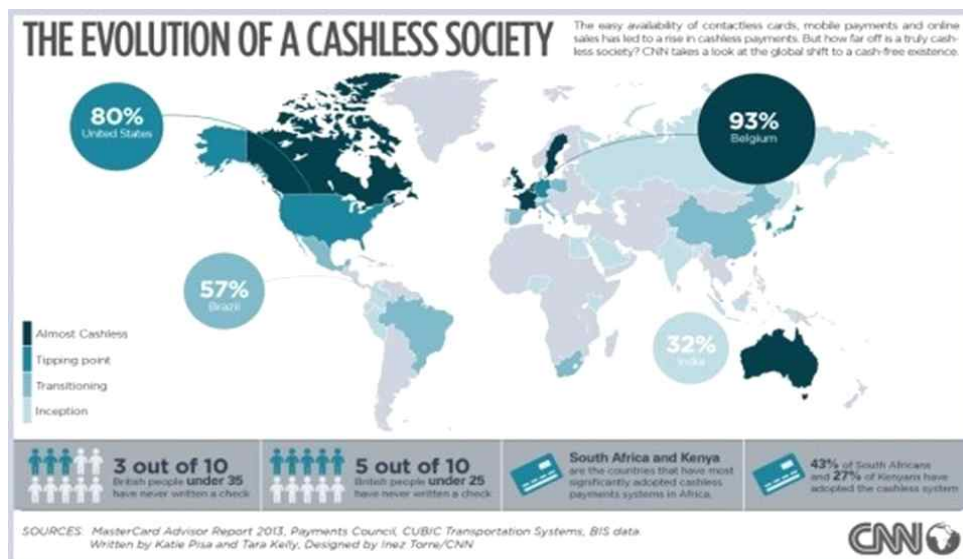 THE EVOLUTION OF A CASHLESS SOCIETY
The easy availability of contactless cards, mobile payments and online
sales has led to a rise in cashless payments. But how far off is a truly cash-
less society? CNN takes a look at the global shift to a cash-free existence.
80%
United States
93%
Belgium
57%
Brazil
32%
India
Almost Cashless
Tipping point
Transitioning
Inception
3 out of 10
British people under 35
have never written a check
5 out of 10
British people under 25
have never written a check
South Africa and Kenya
are the countries that have most
significantly adopted cashless
payments systems in Africa.
43% of South Africans
and 27% of Kenyans have
adopted the cashless system
SOURCES: MasterCard Advisor Report 2013, Payments Council, CUBIC Transportation Systems, BIS data.
Written by Katie Pisa and Tara Kelly, Designed by Inez Torre/CNN
CNN